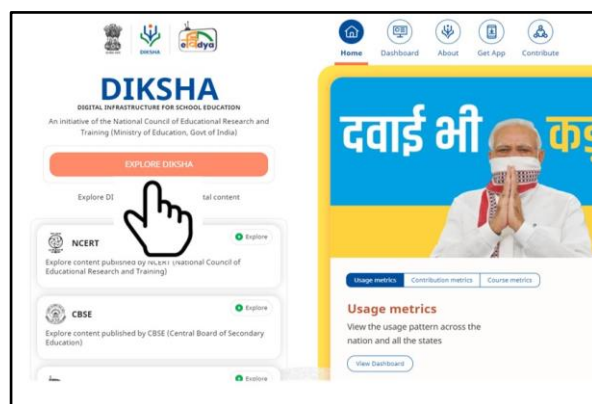 DIKSHA
विद्या
Home
Dashboard
About
Get App
Contribute
DIKSHA
DIGITAL INFRASTRUCTURE FOR SCHOOL EDUCATION
An initiative of the National Council of Educational Research and
Training (Ministry of Education, Govt of India)
EXPLORE DIKSHA
Explore DI
tal content
NCERT
Explore
Explore content published by NCERT (National Council of
Educational Research and Training)
CBSE
Explore
Explore content published by CBSE (Central Board of Secondary
Education)
Explore
दवाई भी
Usage metrics
Contribution metrics
Course metrics
Usage metrics
View the usage pattern across the
nation and all the states
View Dashboard